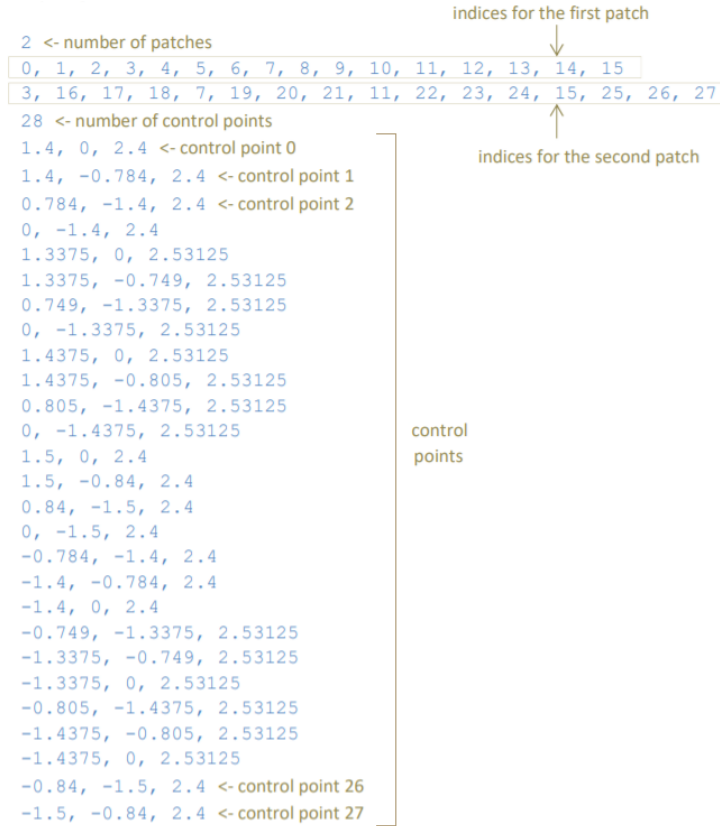 indices for the first patch
2 <- number of patches
0, 1, 2, 3, 4, 5, 6, 7, 8, 9, 10, 11, 12, 13, 14, 15
3, 16, 17, 18, 7, 19, 20, 21, 11, 22, 23, 24, 15, 25, 26, 27
28 <- number of control points
indices for the second patch
1.4, 0, 2.4 <- control point 0
1.4, -0.784, 2.4 <- control point 1
0.784, -1.4, 2.4 <- control point 2
0, -1.4, 2.4
1.3375, 0, 2.53125
1.3375, -0.749, 2.53125
0.749, -1.3375, 2.53125
0, -1.3375, 2.53125
1.4375, 0, 2.53125
1.4375, -0.805, 2.53125
0.805, -1.4375, 2.53125
0, -1.4375, 2.53125
1.5, 0, 2.4
1.5, -0.84, 2.4
0.84, -1.5, 2.4
0, -1.5, 2.4
-0.784, -1.4, 2.4
-1.4, -0.784, 2.4
-1.4, 0, 2.4
-0.749, -1.3375, 2.53125
-1.3375, -0.749, 2.53125
-1.3375, 0, 2.53125
-0.805, -1.4375, 2.53125
-1.4375, -0.805, 2.53125
-1.4375, 0, 2.53125
-0.84, -1.5, 2.4 <- control point 26
-1.5, -0.84, 2.4 <- control point 27
control
points